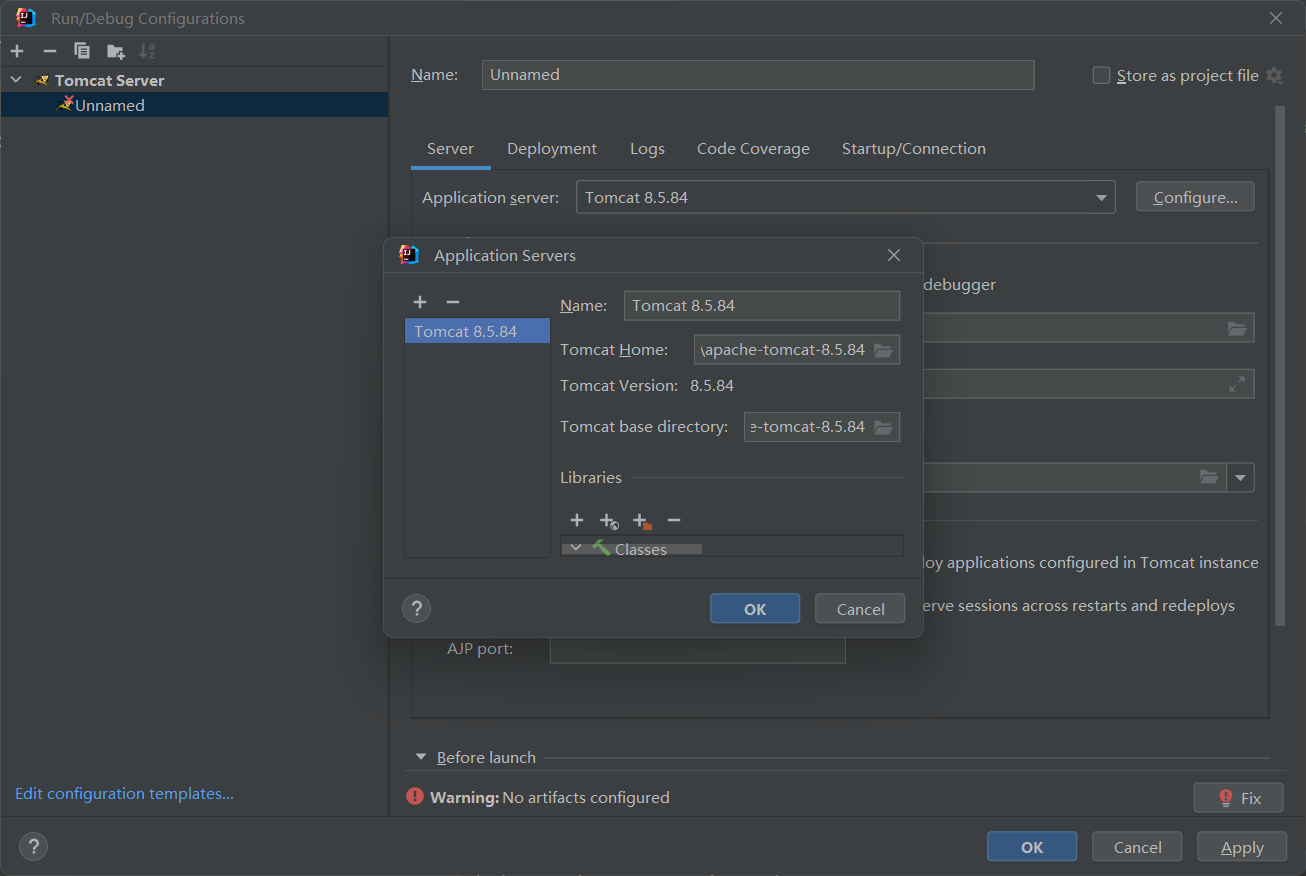 Run/Debug Configurations
Tomcat Server
Unnamed
Name: Unnamed Store as project file
Server Deployment Logs Code Coverage Startup/Connection
Application server: Tomcat 8.5.84 Configure...
Application Servers
debugger
Name: Tomcat 8.5.84
Tomcat 8.5.84
Tomcat Home: \apache-tomcat-8.5.84
Tomcat Version: 8.5.84
Tomcat base directory: e-tomcat-8.5.84
Libraries
Classes
oy applications configured in Tomcat instance
erve sessions across restarts and redeploys
? OK Cancel
AJP port:
Before launch
Edit configuration templates...
Warning: No artifacts configured Fix
? OK Cancel Apply